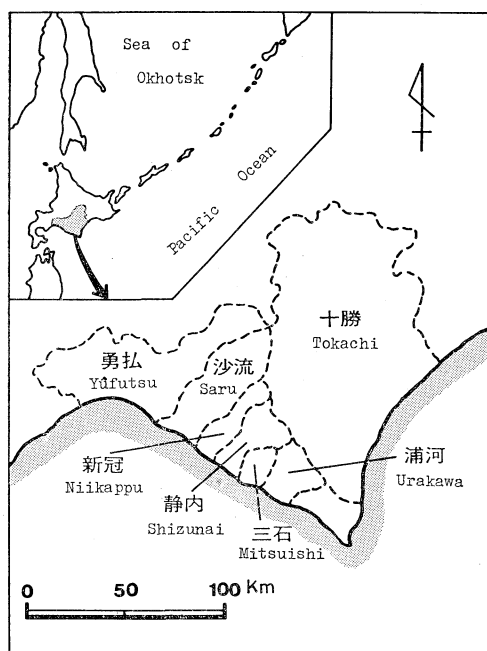 Sea of
Okhotsk
Pacific Ocean
十勝
Tokachi
勇払
Yûfutsu
沙流
Saru
新冠
Niikappu
静内
Shizunai
三石
Mitsuishi
浦河
Urakawa
0 50 100 Km